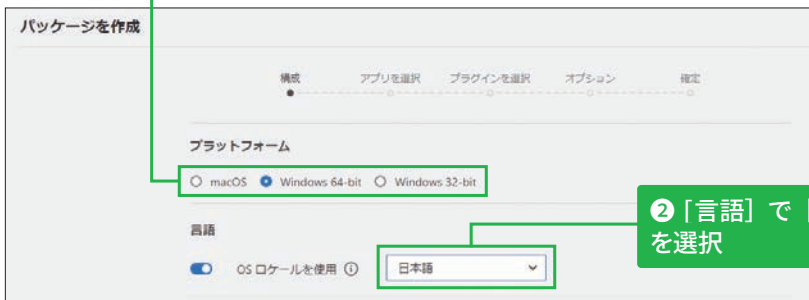 パッケージを作成
構成 アプリを選択 プラグインを選択 オプション 確定
プラットフォーム
macOS Windows 64-bit Windows 32-bit
❷[言語]で[
を選択
言語
OS ロケールを使用 日本語